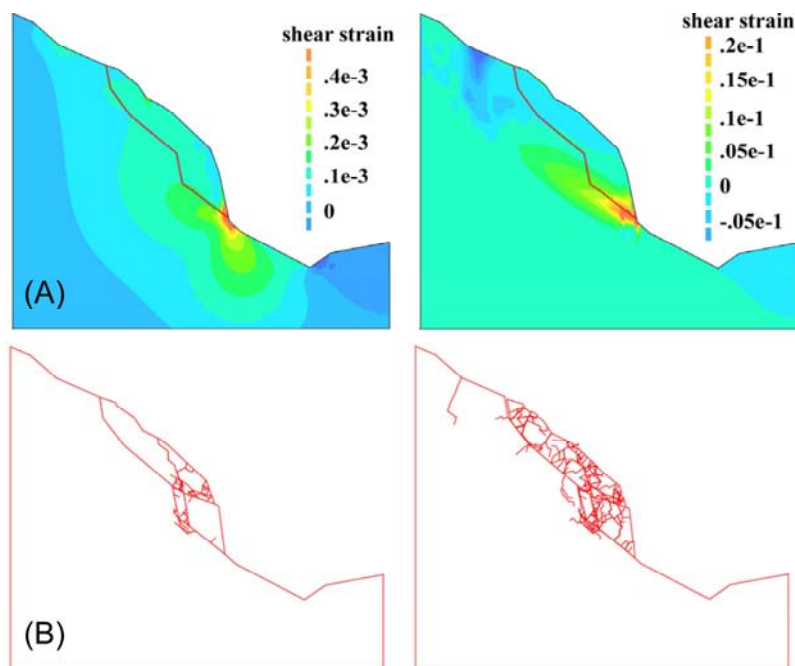 shear strain
.4e-3
.3e-3
.2e-3
.1e-3
0
shear strain
.2e-1
.15e-1
.1e-1
.05e-1
0
-.05e-1
(A)
(B)